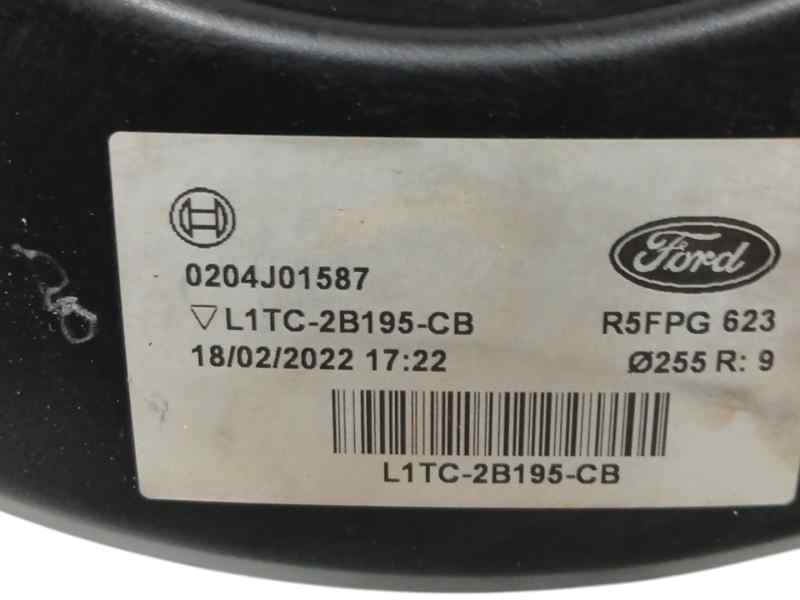 0204J01587
Ford
▽L1TC-2B195-CB R5FPG 623
18/02/2022 17:22 Ø255 R: 9
L1TC-2B195-CB